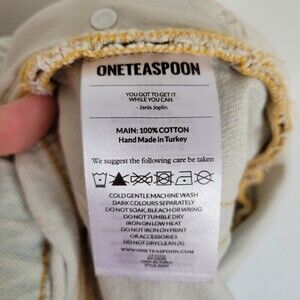 ONETEASPOON
YOU GOT TO GET IT
WHILE YOU CAN.
- Janis Joplin
MAIN: 100% COTTON
Hand Made in Turkey
We suggest the following care be taken
COLD GENTLE MACHINE WASH
DARK COLOURS SEPARATELY
DO NOT SOAK, BLEACH OR WRING
DO NOT TUMBLE DRY
IRON ON LOW HEAT
DO NOT IRON ON PRINT
OR ACCESSORIES
DO NOT DRYCLEAN (X)
WWW.ONETEASPOON.COM.AU